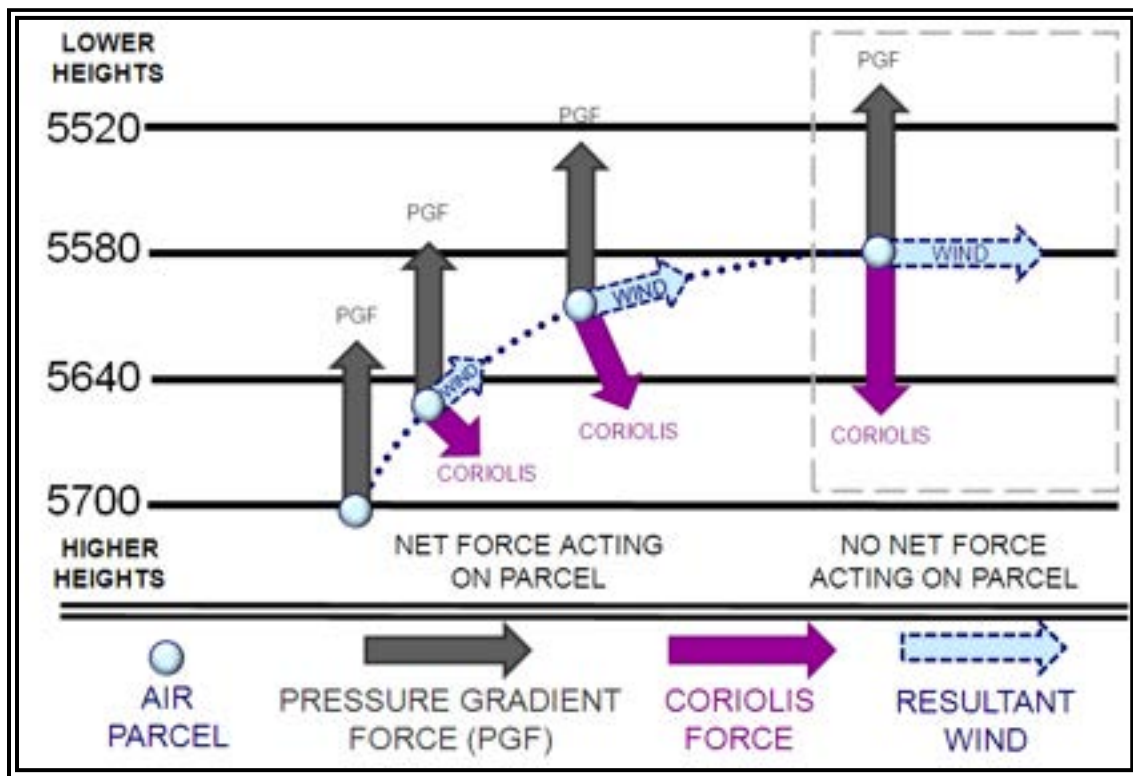 LOWER
HEIGHTS
PGF
5520
PGF
PGF
5580
WIND
WIND
PGF
5640
WIND
CORIOLIS
CORIOLIS
CORIOLIS
5700
HIGHER
HEIGHTS
NET FORCE ACTING
ON PARCEL
NO NET FORCE
ACTING ON PARCEL
AIR
PARCEL
PRESSURE GRADIENT
FORCE (PGF)
CORIOLIS
FORCE
RESULTANT
WIND